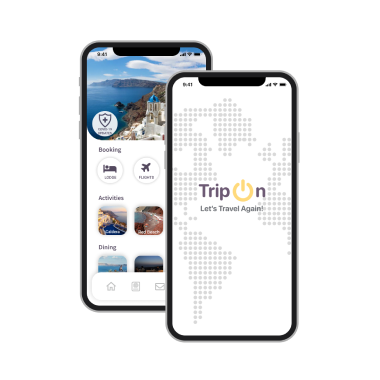 9:41
COVID-19
SERVICES
Booking
LODGE
FLIGHTS
Activities
Caldera
Red Beach
Dining
9:41
Trip On
Let's Travel Again!